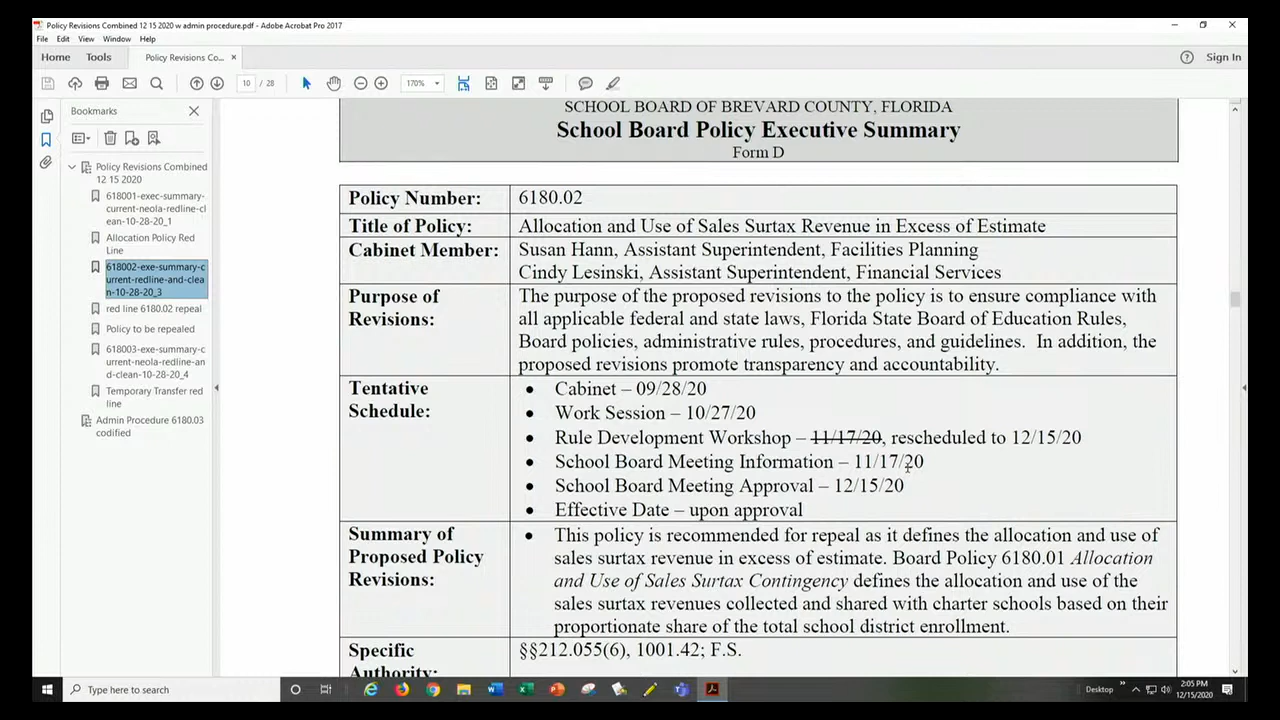 Policy Revisions Combined 12 15 2020 w admin procedure.pdf - Adobe Acrobat Pro 2017
File Edit View Window Help
Home Tools Policy Revisions Co... × Sign In
10 / 28 170%
Bookmarks
Policy Revisions Combined
12 15 2020
618001-exec-summary-
current-neola-redline-cl
ean-10-28-20_1
Allocation Policy Red
Line
618002-exe-summary-c
urrent-redline-and-clea
n-10-28-20_3
red line 6180.02 repeal
Policy to be repealed
618003-exe-summary-c
urrent-neola-redline-an
d-clean-10-28-20_4
Temporary Transfer red
line
Admin Procedure 6180.03
codified
SCHOOL BOARD OF BREVARD COUNTY, FLORIDA
School Board Policy Executive Summary
Form D
Policy Number: 6180.02
Title of Policy: Allocation and Use of Sales Surtax Revenue in Excess of Estimate
Cabinet Member: Susan Hann, Assistant Superintendent, Facilities Planning
Cindy Lesinski, Assistant Superintendent, Financial Services
Purpose of The purpose of the proposed revisions to the policy is to ensure compliance with
Revisions: all applicable federal and state laws, Florida State Board of Education Rules,
Board policies, administrative rules, procedures, and guidelines. In addition, the
proposed revisions promote transparency and accountability.
Tentative • Cabinet – 09/28/20
Schedule: • Work Session – 10/27/20
• Rule Development Workshop – 11/17/20, rescheduled to 12/15/20
• School Board Meeting Information – 11/17/20
• School Board Meeting Approval – 12/15/20
• Effective Date – upon approval
Summary of • This policy is recommended for repeal as it defines the allocation and use of
Proposed Policy sales surtax revenue in excess of estimate. Board Policy 6180.01 Allocation
Revisions: and Use of Sales Surtax Contingency defines the allocation and use of the
sales surtax revenues collected and shared with charter schools based on their
proportionate share of the total school district enrollment.
Specific §§212.055(6), 1001.42; F.S.
Authority:
Type here to search
Desktop
2:05 PM
12/15/2020